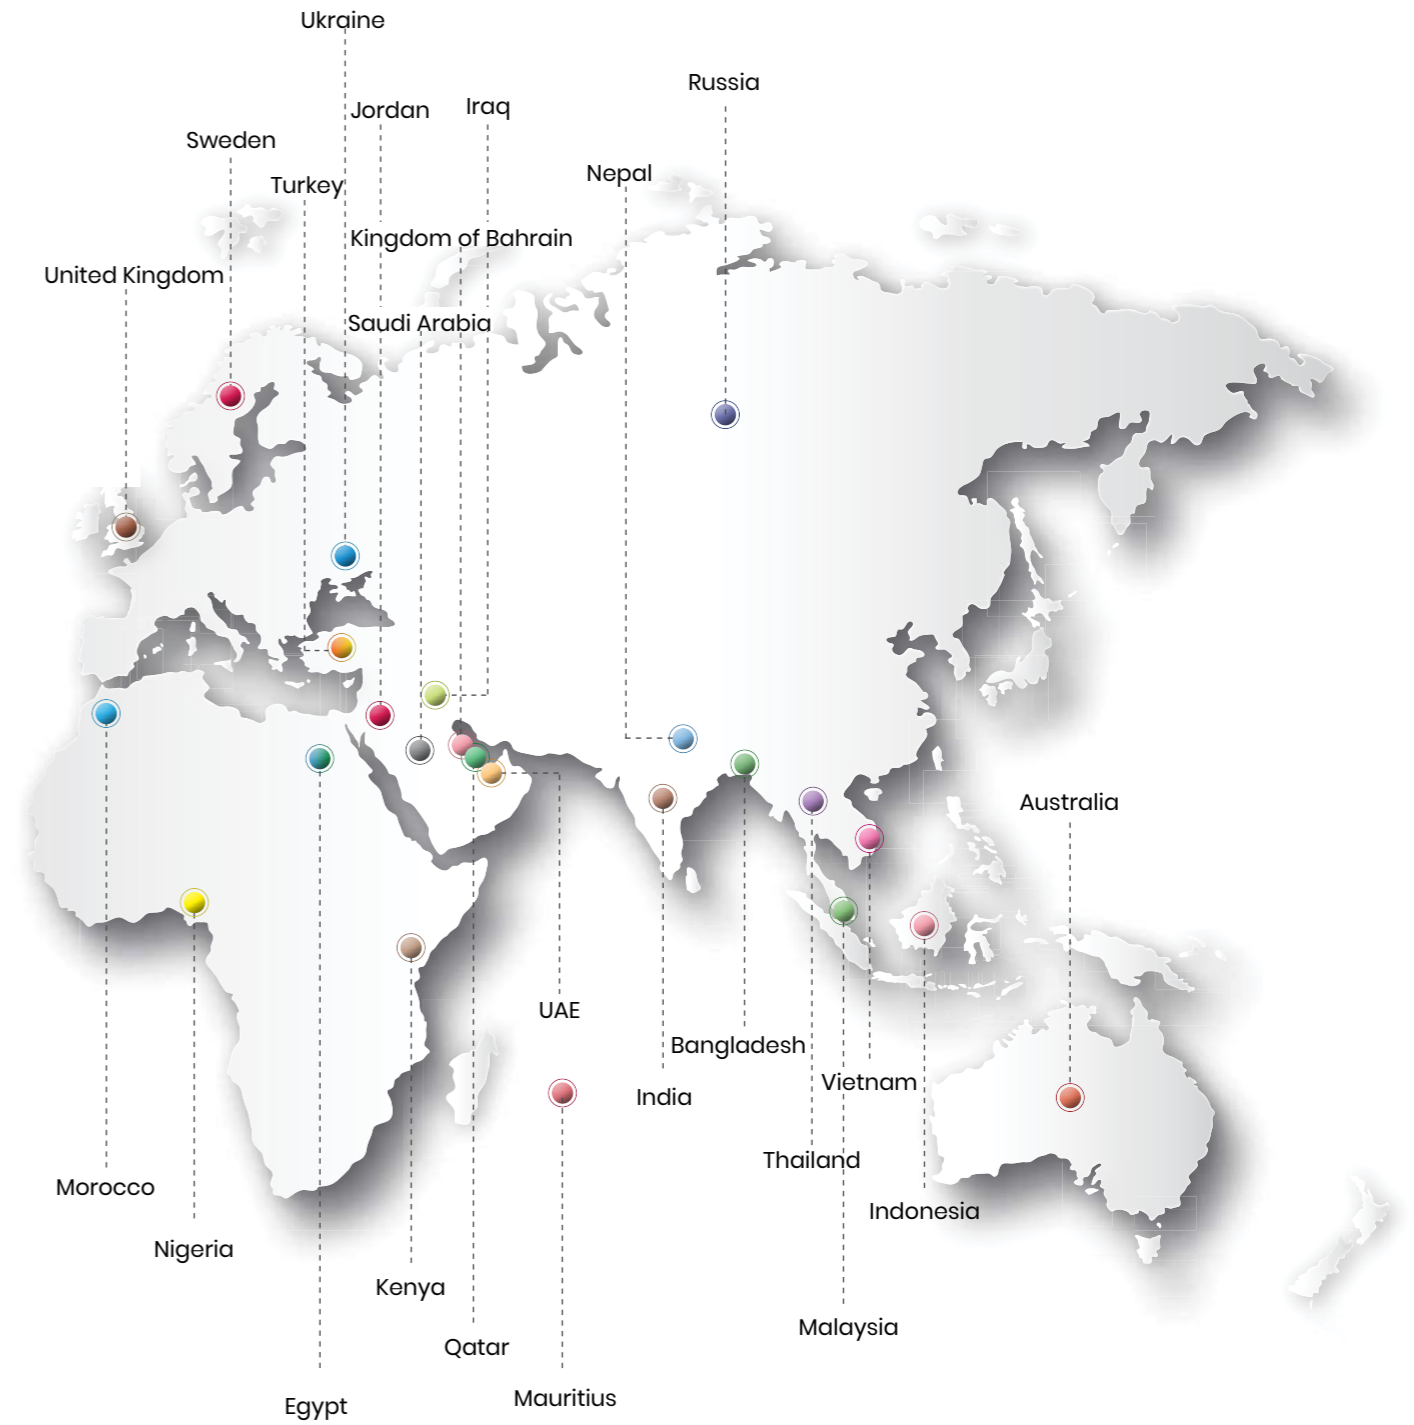 Ukraine
Russia
Jordan
Iraq
Sweden
Nepal
Turkey
Kingdom of Bahrain
United Kingdom
Saudi Arabia
Australia
UAE
Bangladesh
Vietnam
India
Thailand
Morocco
Indonesia
Nigeria
Kenya
Malaysia
Qatar
Mauritius
Egypt